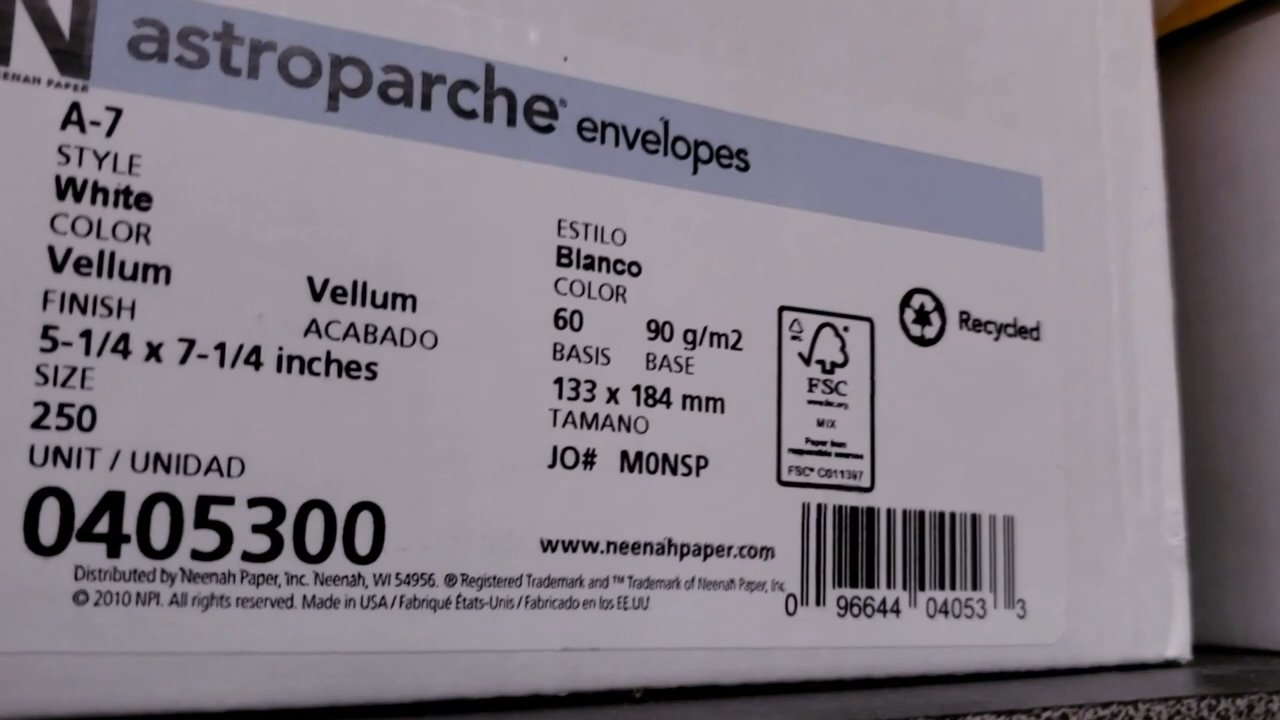 N
EENAH PAPER
astroparche® envelopes
A-7
STYLE
White
COLOR
Vellum
FINISH
Vellum
ACABADO
5-1/4 x 7-1/4 inches
SIZE
250
UNIT / UNIDAD
0405300
ESTILO
Blanco
COLOR
60 90 g/m2
BASIS BASE
133 x 184 mm
TAMANO
JO# M0NSP
FSC
www.fsc.org
MIX
Paper from
responsible sources
FSC® C011397
Recycled
www.neenahpaper.com
Distributed by Neenah Paper, Inc. Neenah, WI 54956. ® Registered Trademark and ™ Trademark of Neenah Paper, Inc.
© 2010 NPI. All rights reserved. Made in USA / Fabriqué États-Unis / Fabricado en los EE.UU
0 96644 04053 3